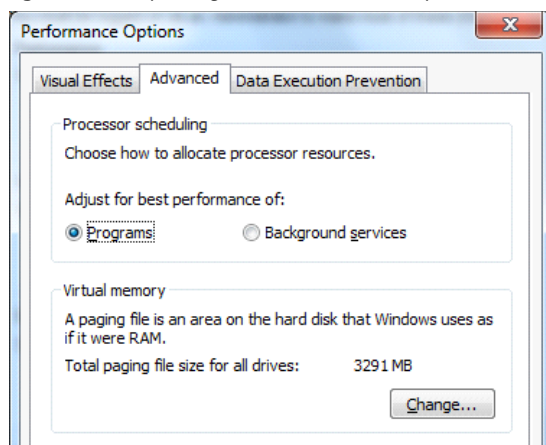 Performance Options
Visual Effects Advanced Data Execution Prevention
Processor scheduling
Choose how to allocate processor resources.
Adjust for best performance of:
Programs Background services
Virtual memory
A paging file is an area on the hard disk that Windows uses as
if it were RAM.
Total paging file size for all drives: 3291 MB
Change...